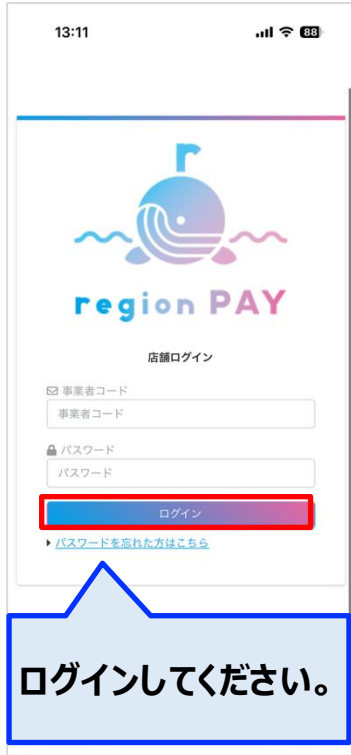 13:11
88
r
region PAY
店舗ログイン
事業者コード
事業者コード
パスワード
パスワード
ログイン
パスワードを忘れた方はこちら
ログインしてください。